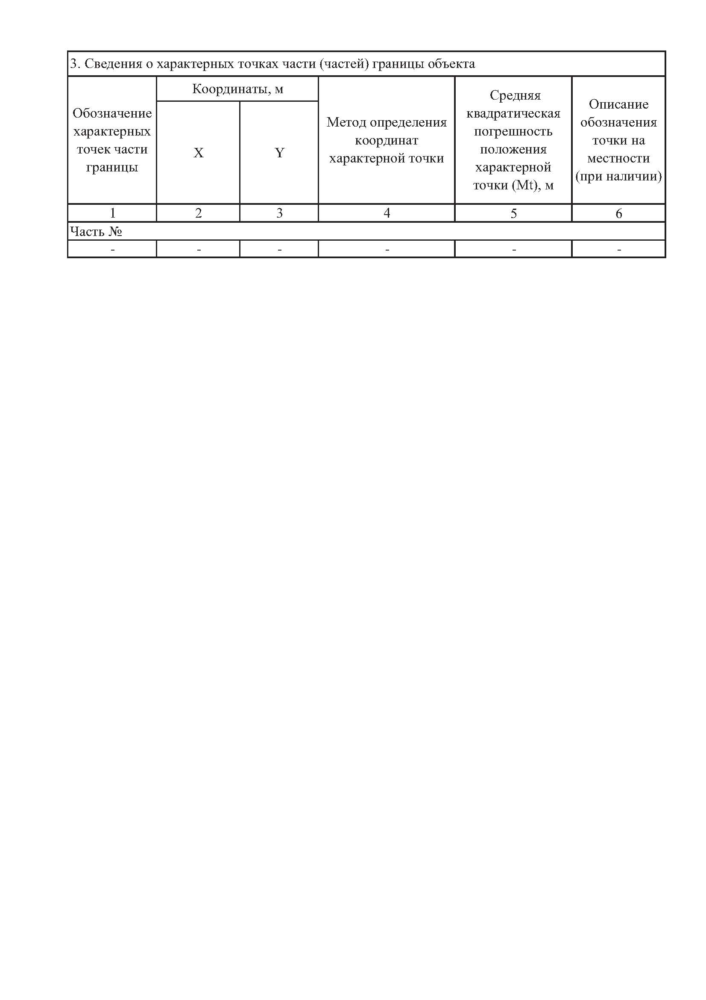 3. Сведения о характерных точках части (частей) границы объекта
Обозначение
характерных
точек части
границы
Координаты, м
X
Y
Метод определения
координат
характерной точки
Средняя
квадратическая
погрешность
положения
характерной
точки (Mt), м
Описание
обозначения
точки на
местности
(при наличии)
1 2 3 4 5 6
Часть №
- - - - - -